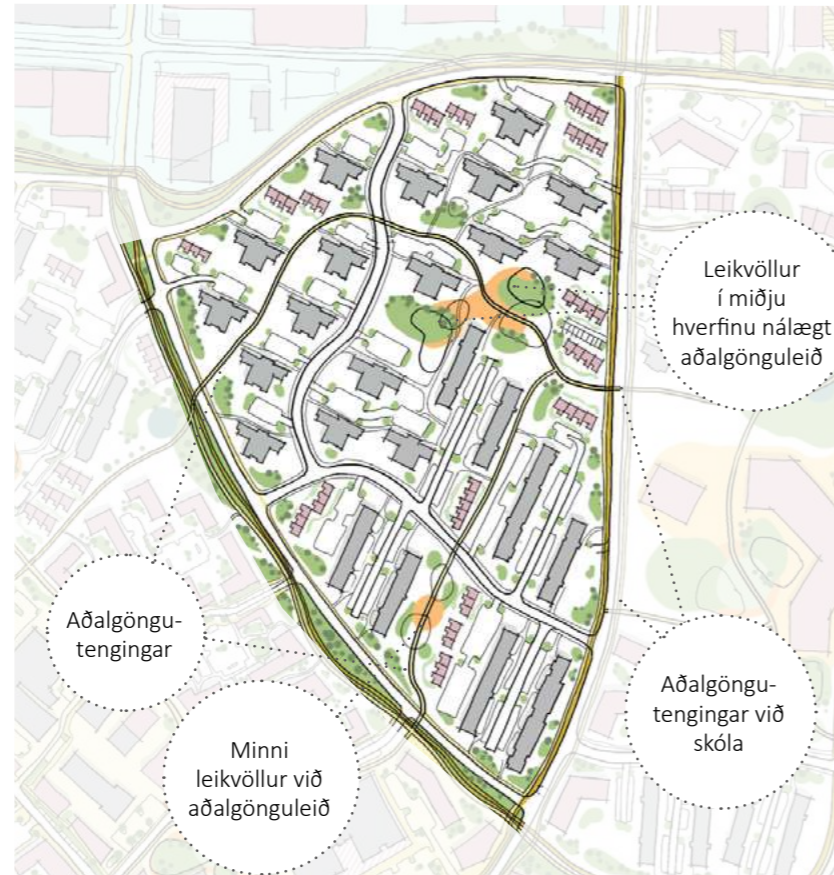 Leikvöllur
í miðju
hverfinu nálægt
aðalgönguleið
Aðalgöngu-
tengingar
Aðalgöngu-
tengingar við
skóla
Minni
leikvöllur við
aðalgönguleið